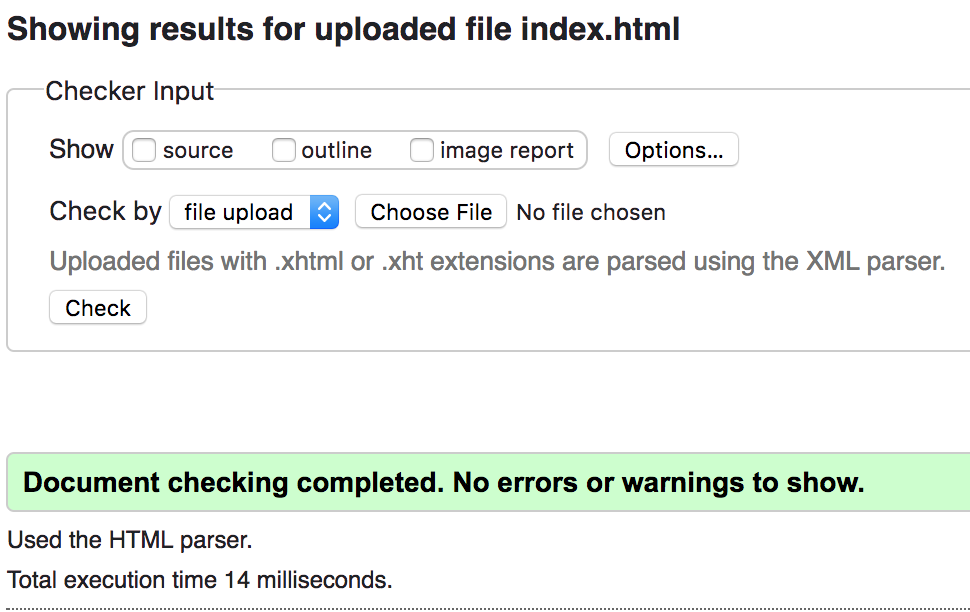 Showing results for uploaded file index.html
Checker Input
Show source outline image report Options...
Check by file upload Choose File No file chosen
Uploaded files with .xhtml or .xht extensions are parsed using the XML parser.
Check
Document checking completed. No errors or warnings to show.
Used the HTML parser.
Total execution time 14 milliseconds.